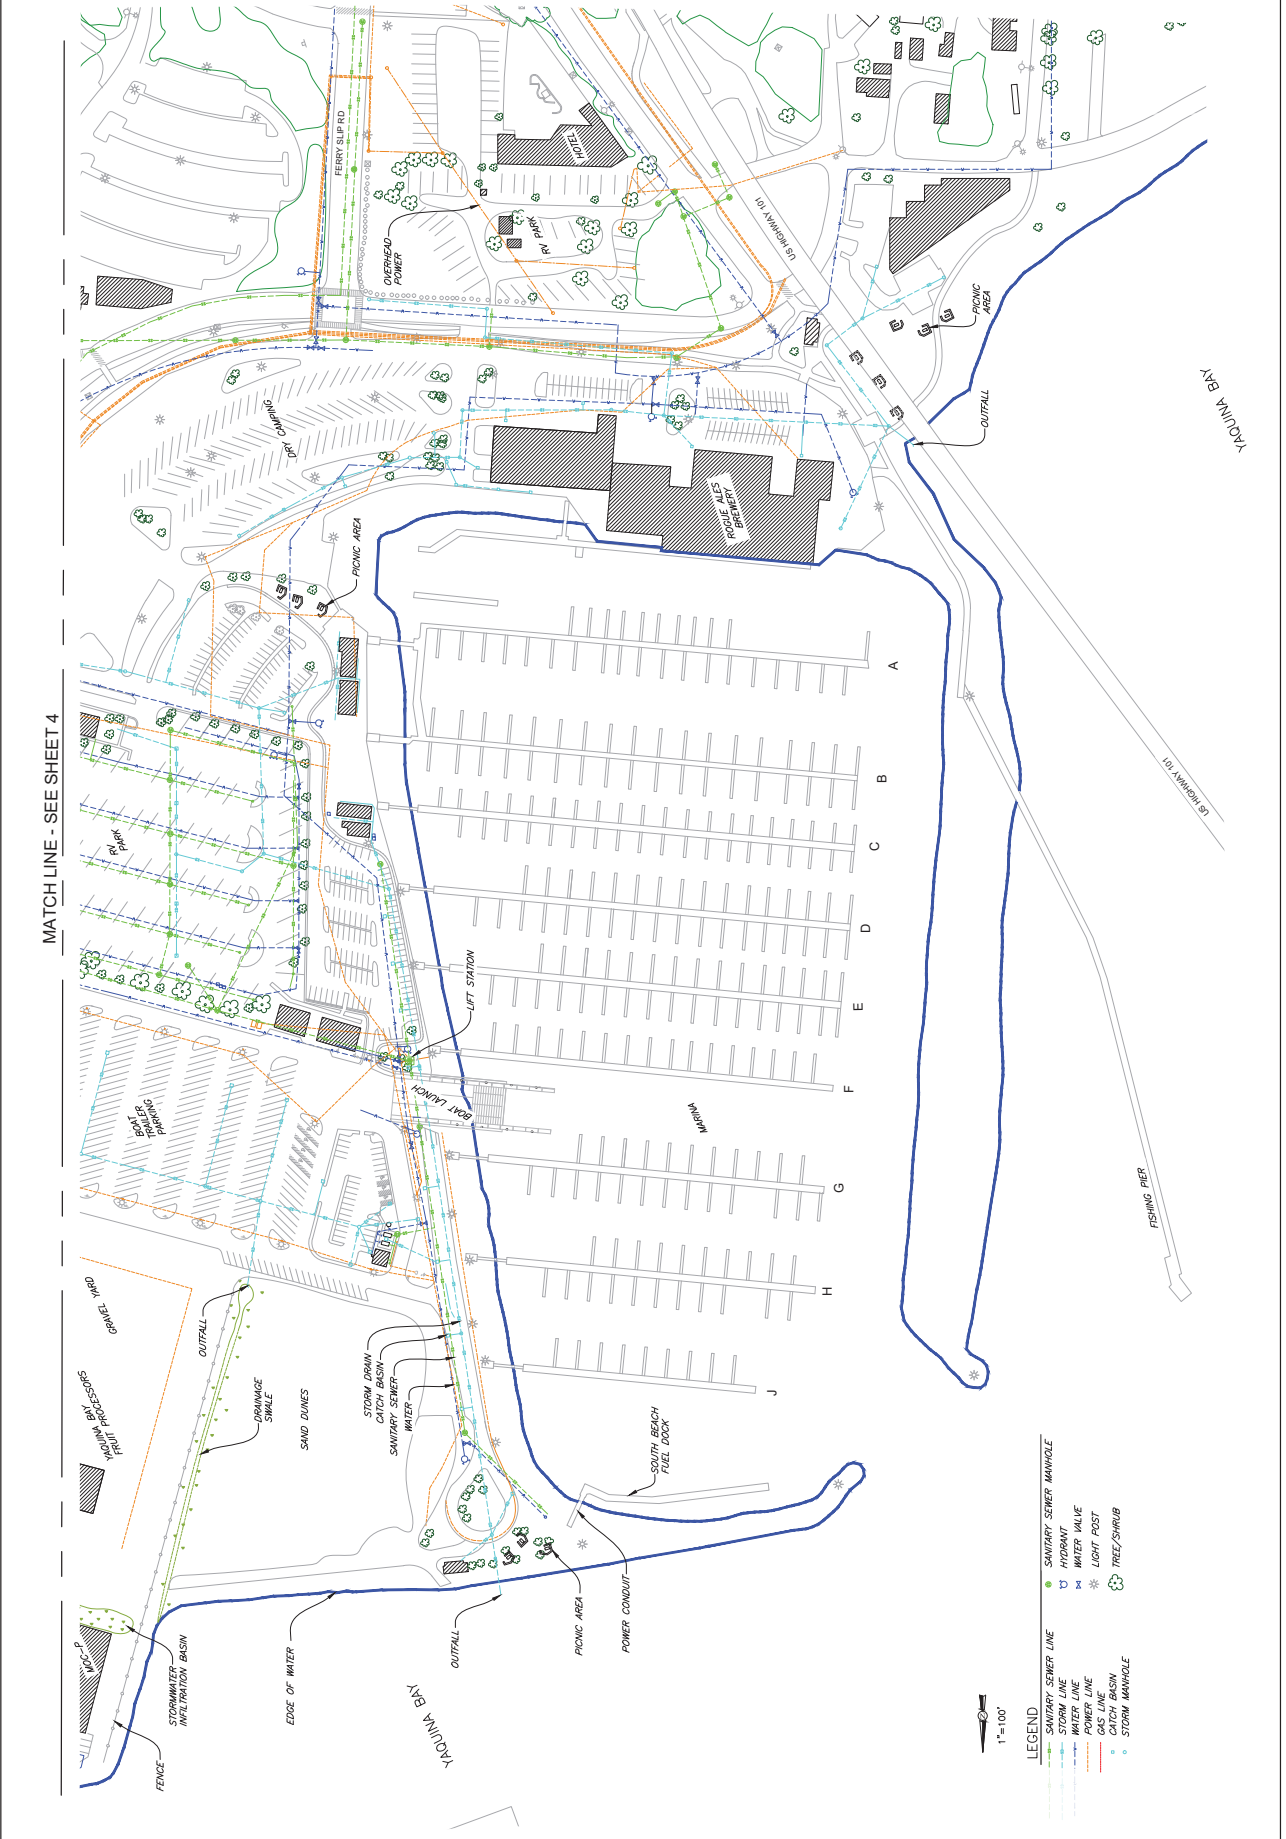 MATCH LINE - SEE SHEET 4
FERRY SLIP RD
HOTEL
OVERHEAD
POWER
RV PARK
US HIGHWAY 101
PICNIC
AREA
OUTFALL
YAQUINA BAY
DRY CAMPING
ROGUE ALES
BREWERY
PICNIC AREA
RV
PARK
A
B
C
D
E
F
G
H
J
LIFT STATION
BOAT LAUNCH
MARINA
BOAT
TRAILER
PARKING
US HIGHWAY 101
FISHING PIER
GRAVEL YARD
OUTFALL
YAQUINA BAY
FRUIT PROCESSORS
DRAINAGE
SWALE
SAND DUNES
STORM DRAIN
CATCH BASIN
SANITARY SEWER
WATER
SOUTH BEACH
FUEL DOCK
MOC-P
STORMWATER
INFILTRATION BASIN
FENCE
EDGE OF WATER
OUTFALL
PICNIC AREA
POWER CONDUIT
YAQUINA BAY
1"=100'
LEGEND
SANITARY SEWER LINE
STORM LINE
WATER LINE
POWER LINE
GAS LINE
CATCH BASIN
STORM MANHOLE
SANITARY SEWER MANHOLE
HYDRANT
WATER VALVE
LIGHT POST
TREE/SHRUB